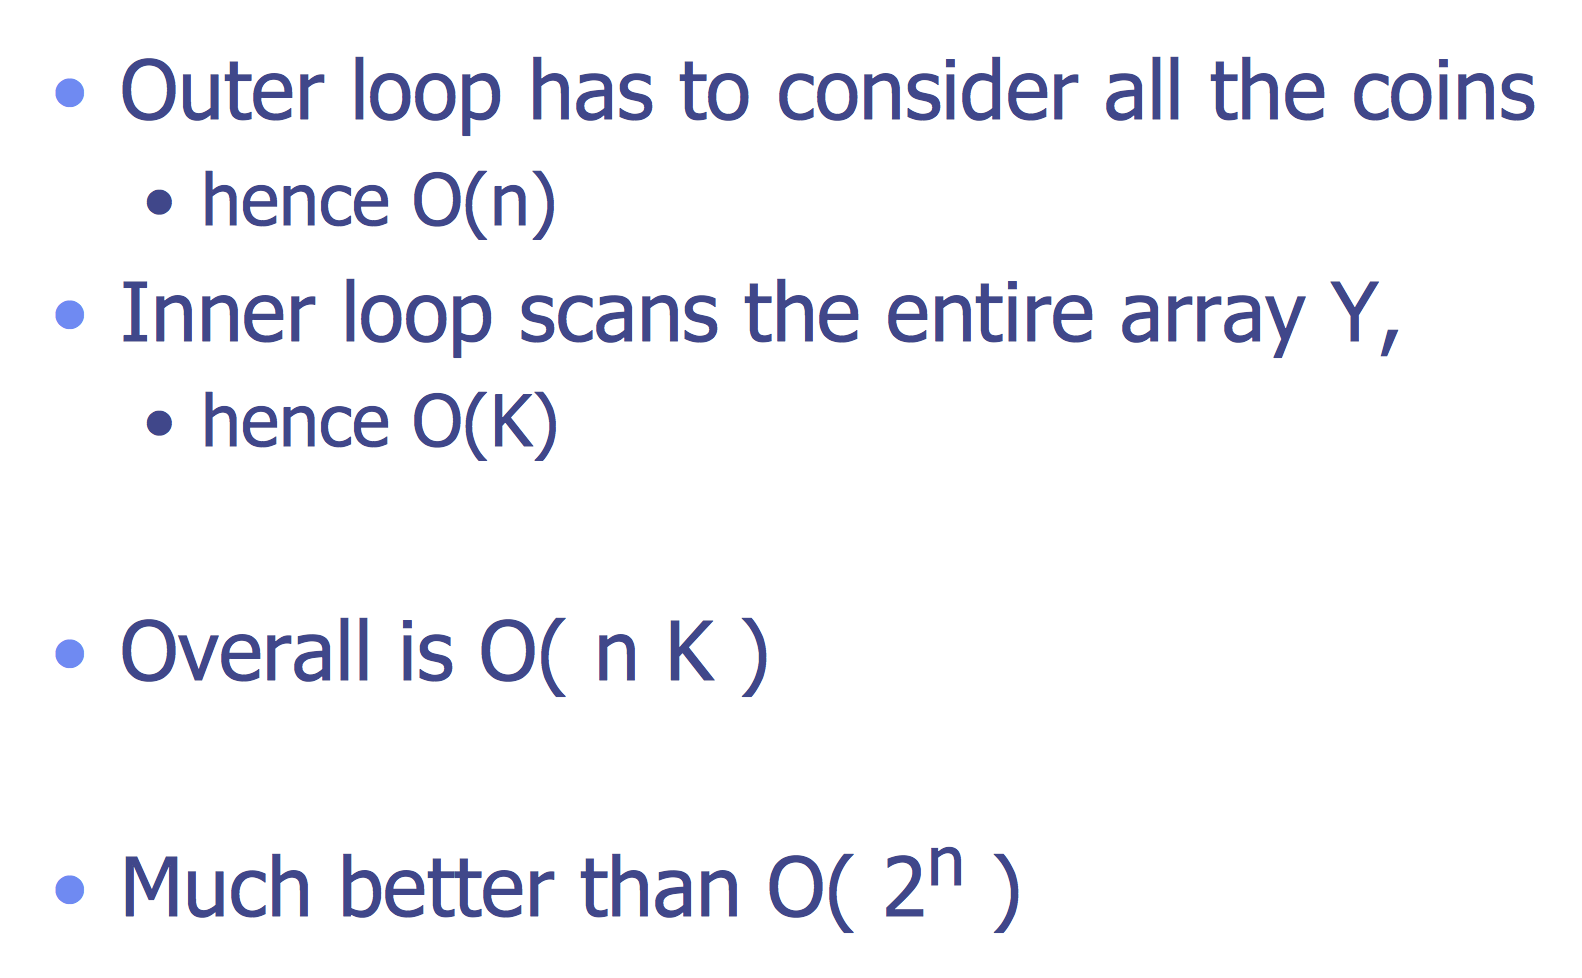 Outer loop has to consider all the coins
hence O(n)
Inner loop scans the entire array Y,
hence O(K)
Overall is O( n K )
Much better than O( 2ⁿ )